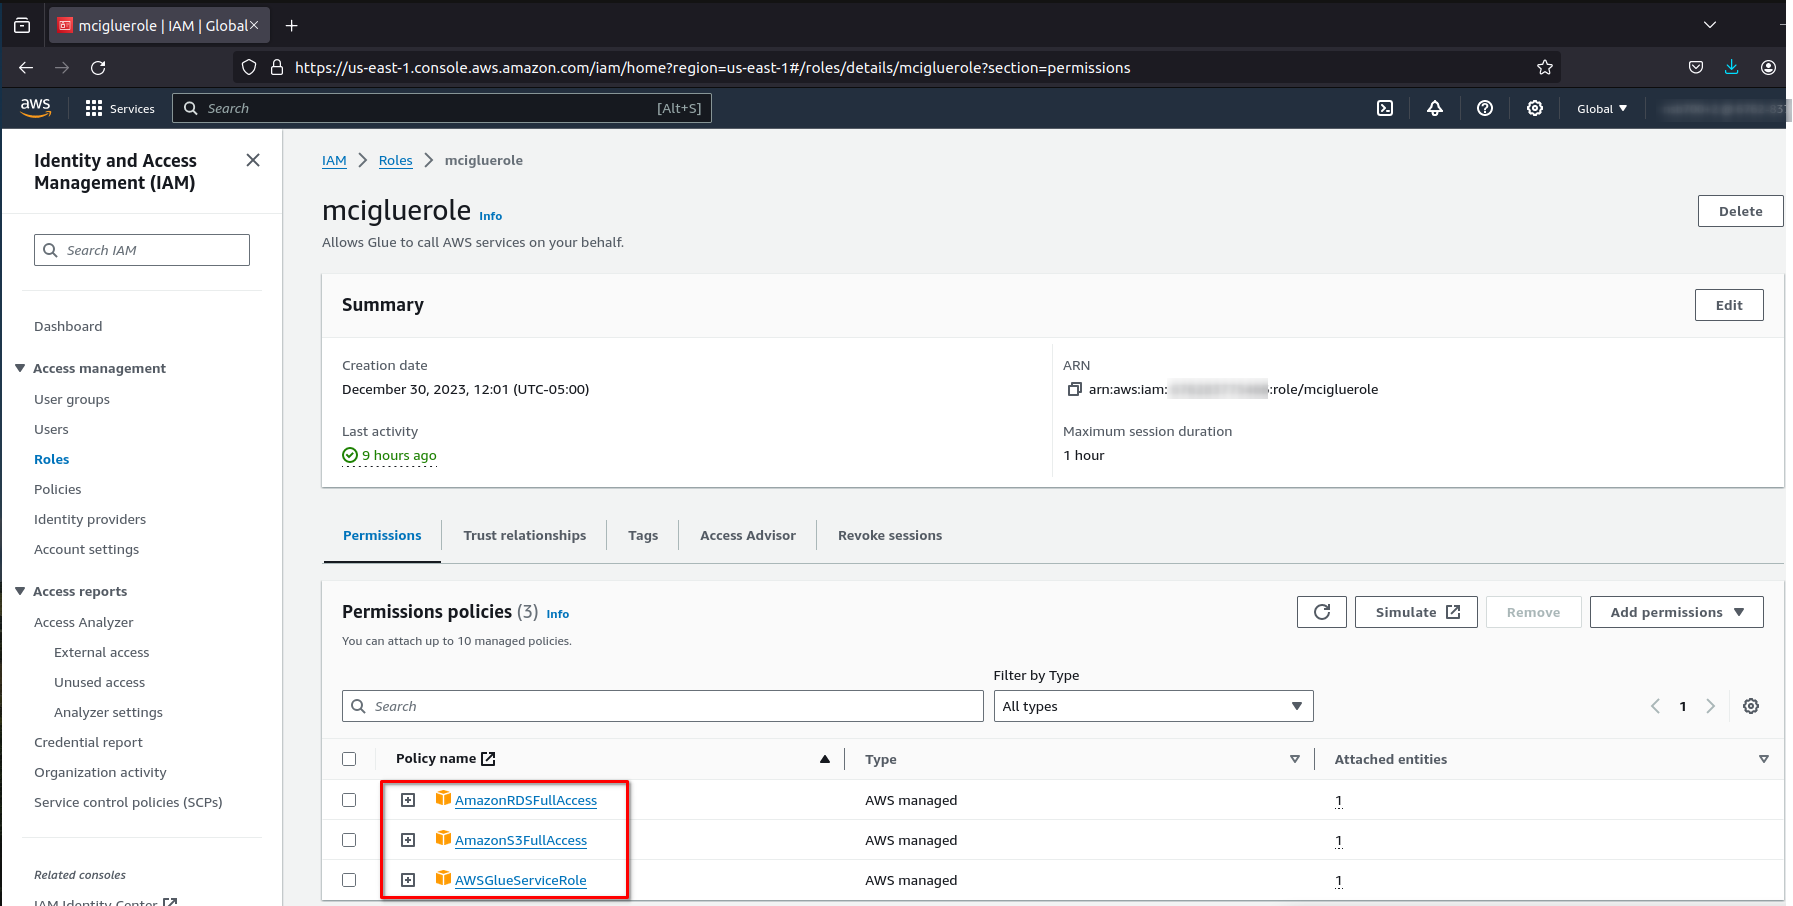 mcigluerole | IAM | Global
https://us-east-1.console.aws.amazon.com/iam/home?region=us-east-1#/roles/details/mcigluerole?section=permissions
aws
Services
Search
[Alt+S]
Global
Identity and Access
Management (IAM)
Search IAM
Dashboard
Access management
User groups
Users
Roles
Policies
Identity providers
Account settings
Access reports
Access Analyzer
External access
Unused access
Analyzer settings
Credential report
Organization activity
Service control policies (SCPs)
Related consoles
IAM Identity Center
IAM > Roles > mcigluerole
mcigluerole Info
Delete
Allows Glue to call AWS services on your behalf.
Summary
Edit
Creation date
December 30, 2023, 12:01 (UTC-05:00)
ARN
arn:aws:iam: :role/mcigluerole
Last activity
9 hours ago
Maximum session duration
1 hour
Permissions
Trust relationships
Tags
Access Advisor
Revoke sessions
Permissions policies (3) Info
You can attach up to 10 managed policies.
Simulate
Remove
Add permissions
Filter by Type
Search
All types
1
Policy name
Type
Attached entities
AmazonRDSFullAccess AWS managed 1
AmazonS3FullAccess AWS managed 1
AWSGlueServiceRole AWS managed 1